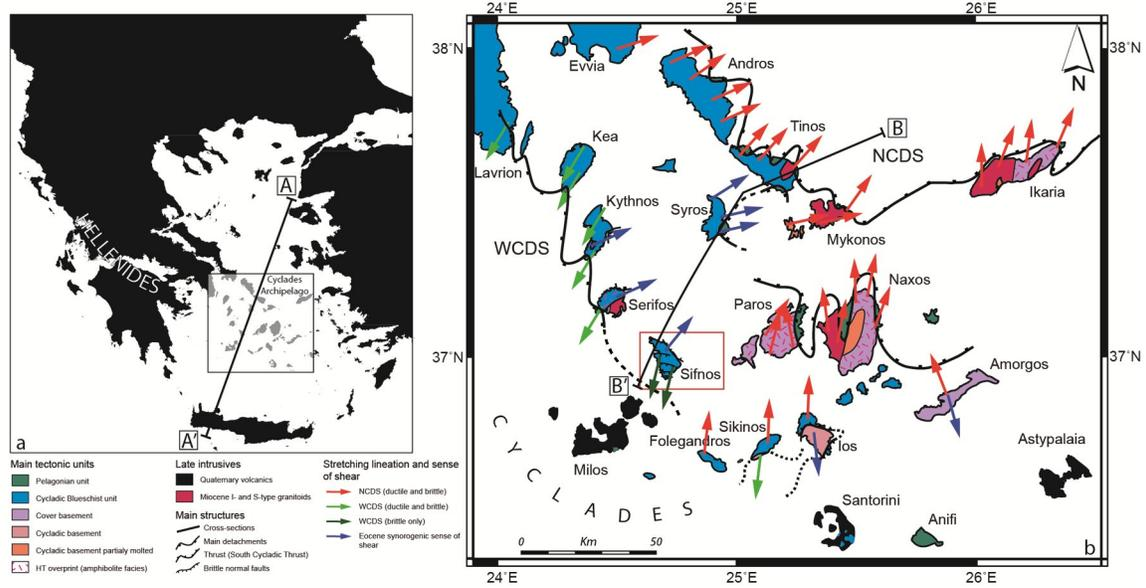 A
HELLENIDES
Cyclades
Archipelago
A'
a
24°E
25°E
26°E
38°N
38°N
Evvia
Andros
N
B
Kea
Tinos
NCDS
Lavrion
Ikaria
Kythnos
Syros
WCDS
Mykonos
Naxos
Serifos
Paros
37°N
37°N
Amorgos
Sifnos
B'
Sikinos
Folegandros
Ios
Astypalaia
Milos
CYCLADES
Santorini
Anifi
0 Km 50
b
24°E
25°E
26°E
Main tectonic units
Pelagonian unit
Cycladic Blueschist unit
Cover basement
Cycladic basement
Cycladic basement partialy molted
HT overprint (amphibolite facies)
Late intrusives
Quaternary volcanics
Miocene I- and S-type granitoids
Main structures
Cross-sections
Main detachments
Thrust (South Cycladic Thrust)
Brittle normal faults
Stretching lineation and sense
of shear
NCDS (ductile and brittle)
WCDS (ductile and brittle)
WCDS (brittle only)
Eocene synorogenic sense of
shear